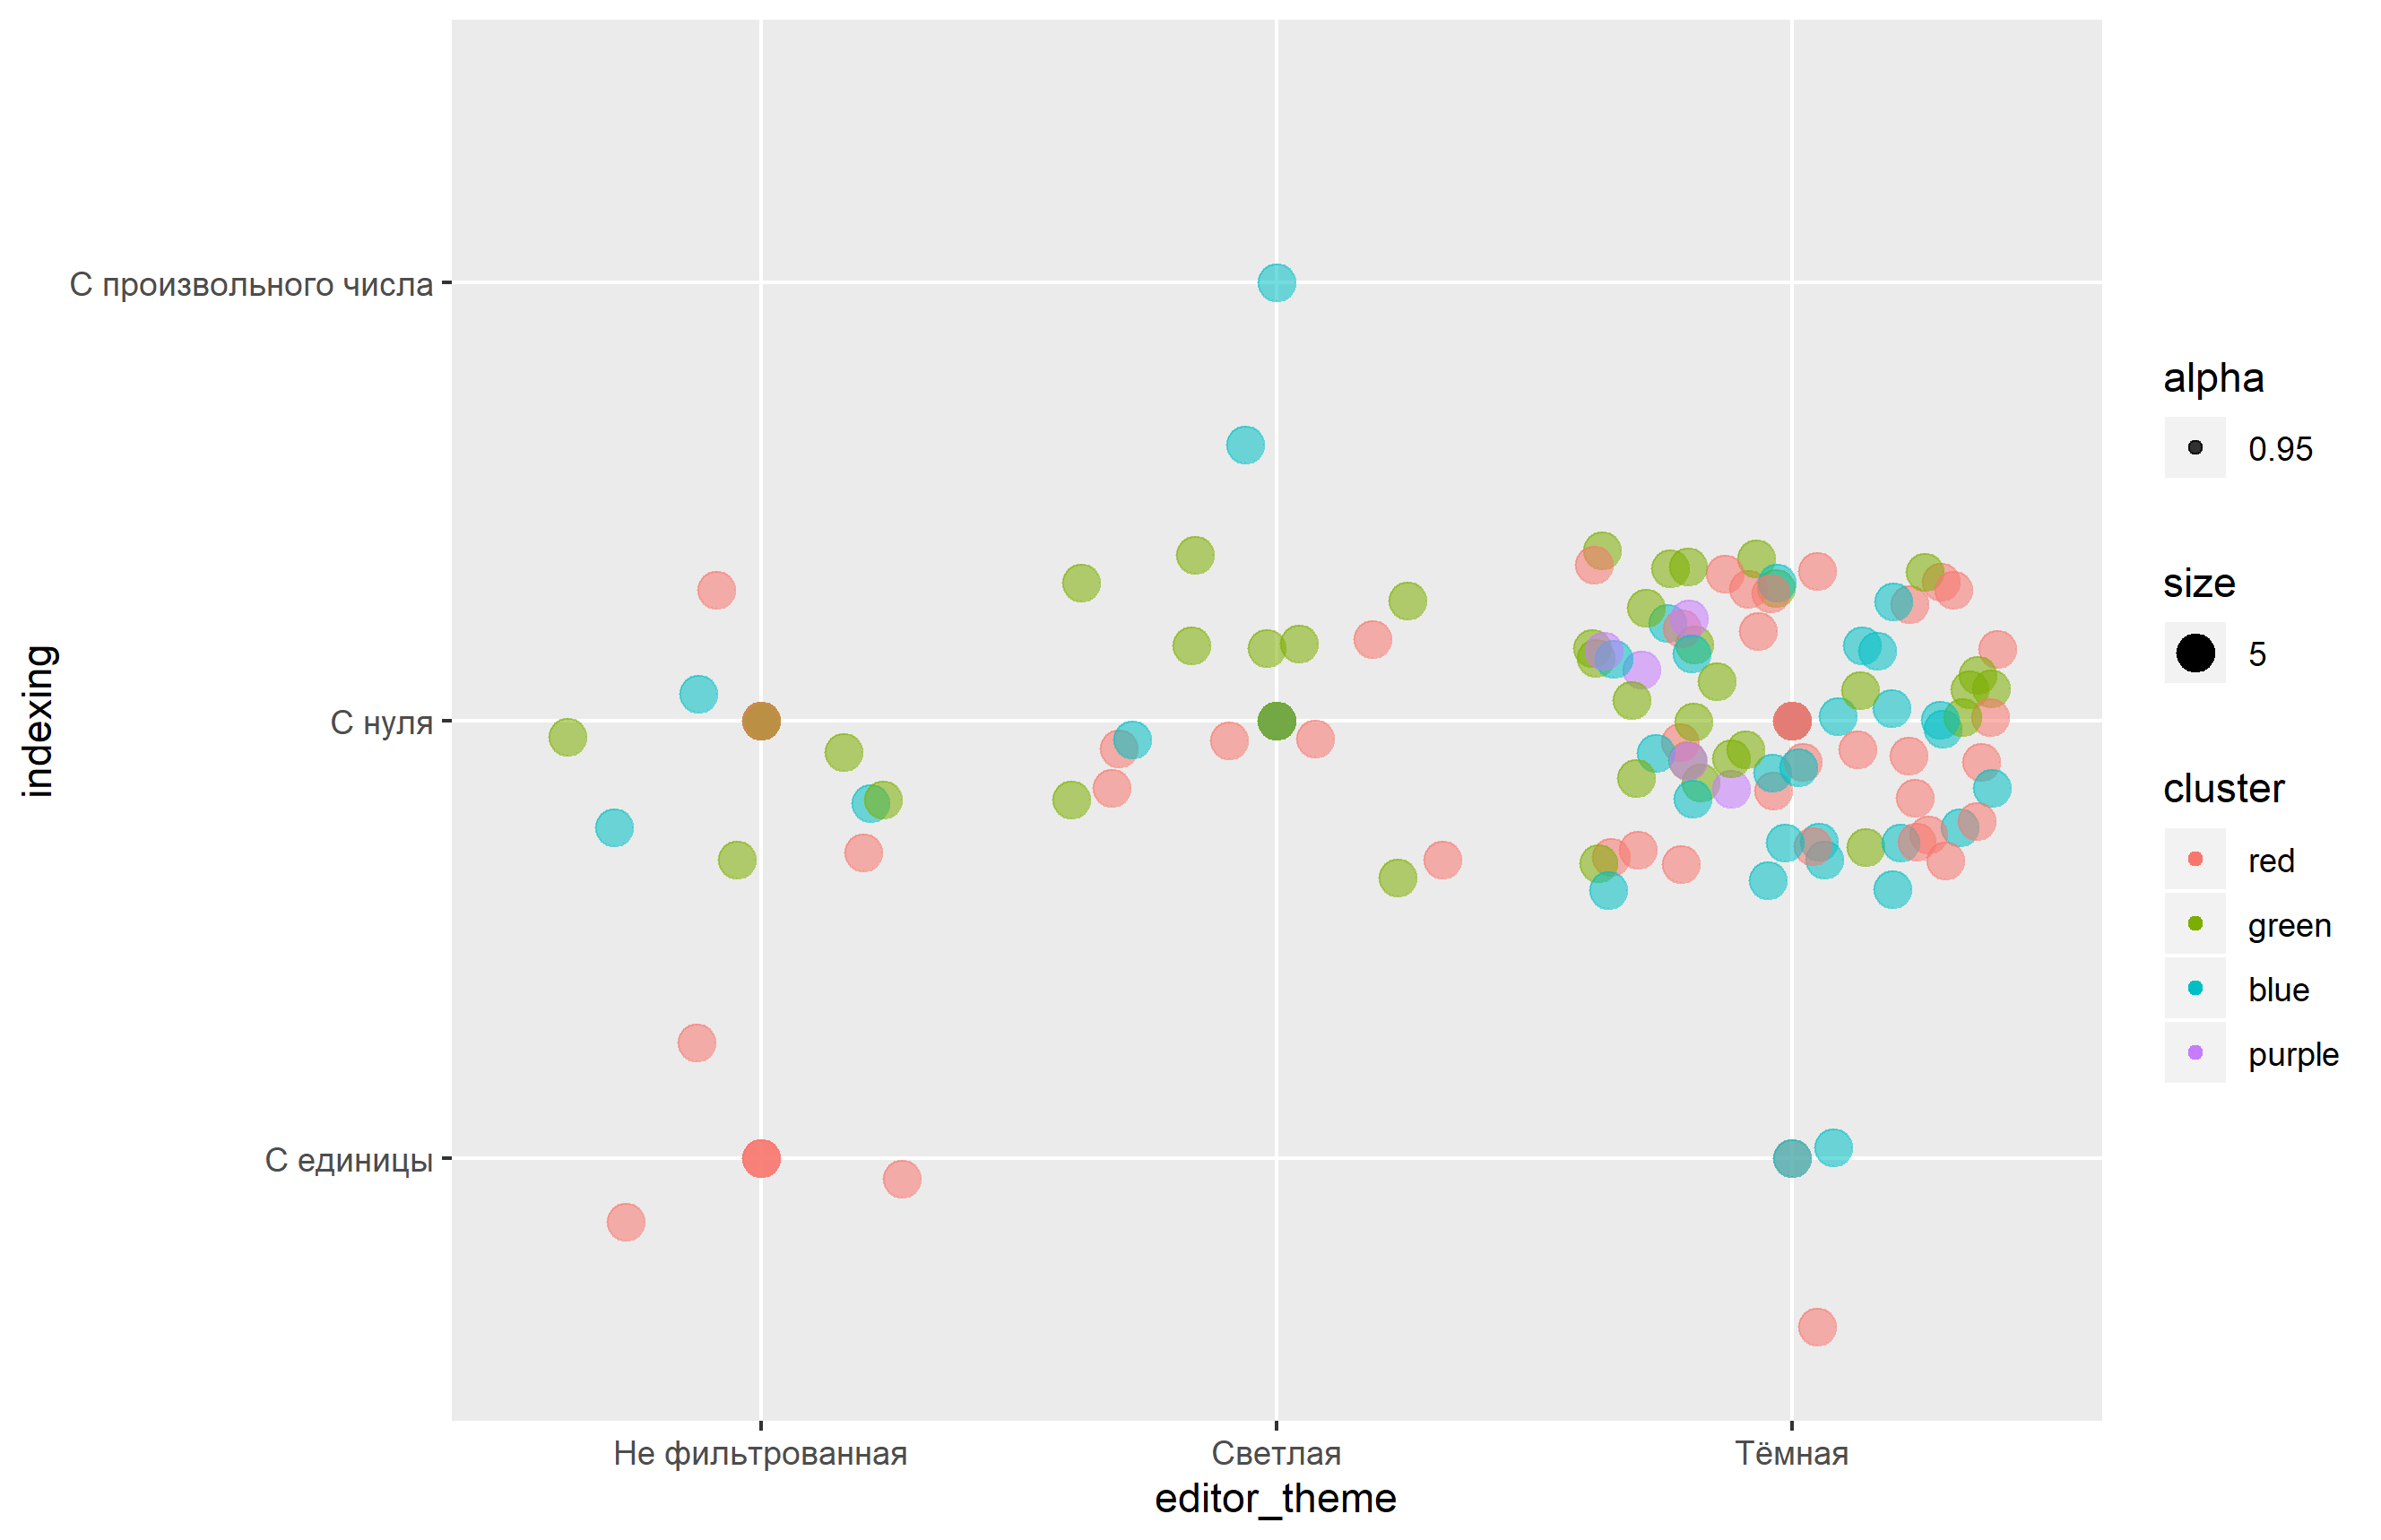 С произвольного числа
С нуля
С единицы
indexing
Не фильтрованная
Светлая
Тёмная
editor_theme
alpha
0.95
size
5
cluster
red
green
blue
purple